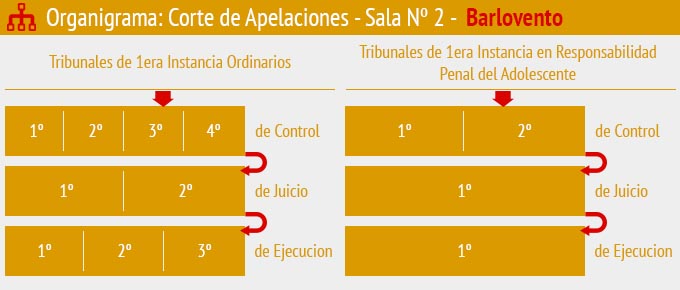 Organigrama: Corte de Apelaciones - Sala Nº 2 - Barlovento
Tribunales de 1era Instancia Ordinarios
1º 2º 3º 4º de Control
1º 2º de Juicio
1º 2º 3º de Ejecucion
Tribunales de 1era Instancia en Responsabilidad
Penal del Adolescente
1º 2º de Control
1º de Juicio
1º de Ejecucion